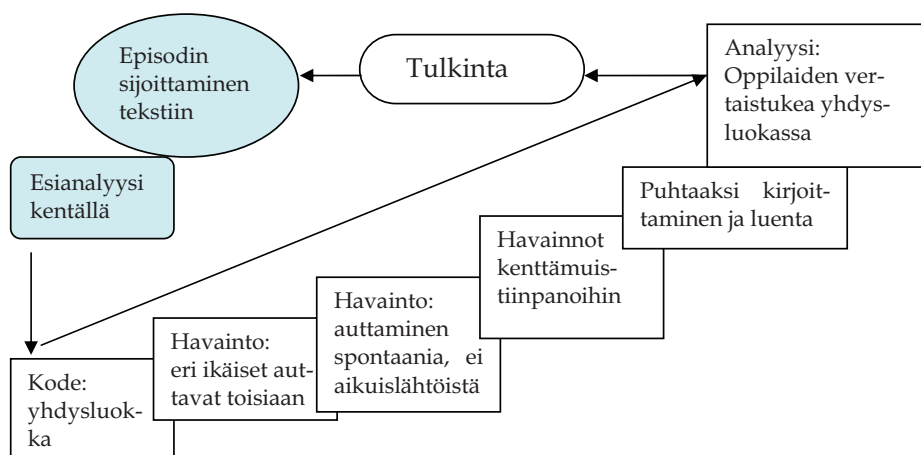 Episodin
sijoittaminen
tekstiin
Tulkinta
Analyysi:
Oppilaiden ver-
taistukea yhdys-
luokassa
Esianalyysi
kentällä
Puhtaaksi kirjoit-
taminen ja luenta
Havainnot
kenttämuis-
tiinpanoihin
Havainto:
auttaminen
spontaania, ei
aikuislähtöistä
Havainto:
eri ikäiset aut-
tavat toisiaan
Kode:
yhdysluok-
ka